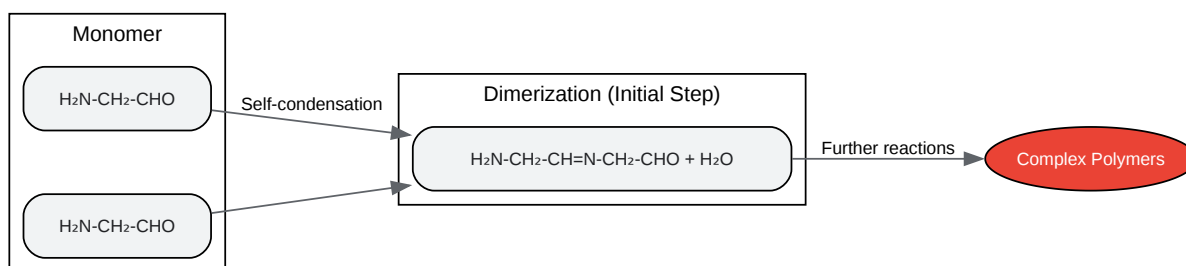 Monomer
H₂N-CH₂-CHO
Self-condensation
Dimerization (Initial Step)
H₂N-CH₂-CH=N-CH₂-CHO + H₂O
Further reactions
Complex Polymers
H₂N-CH₂-CHO